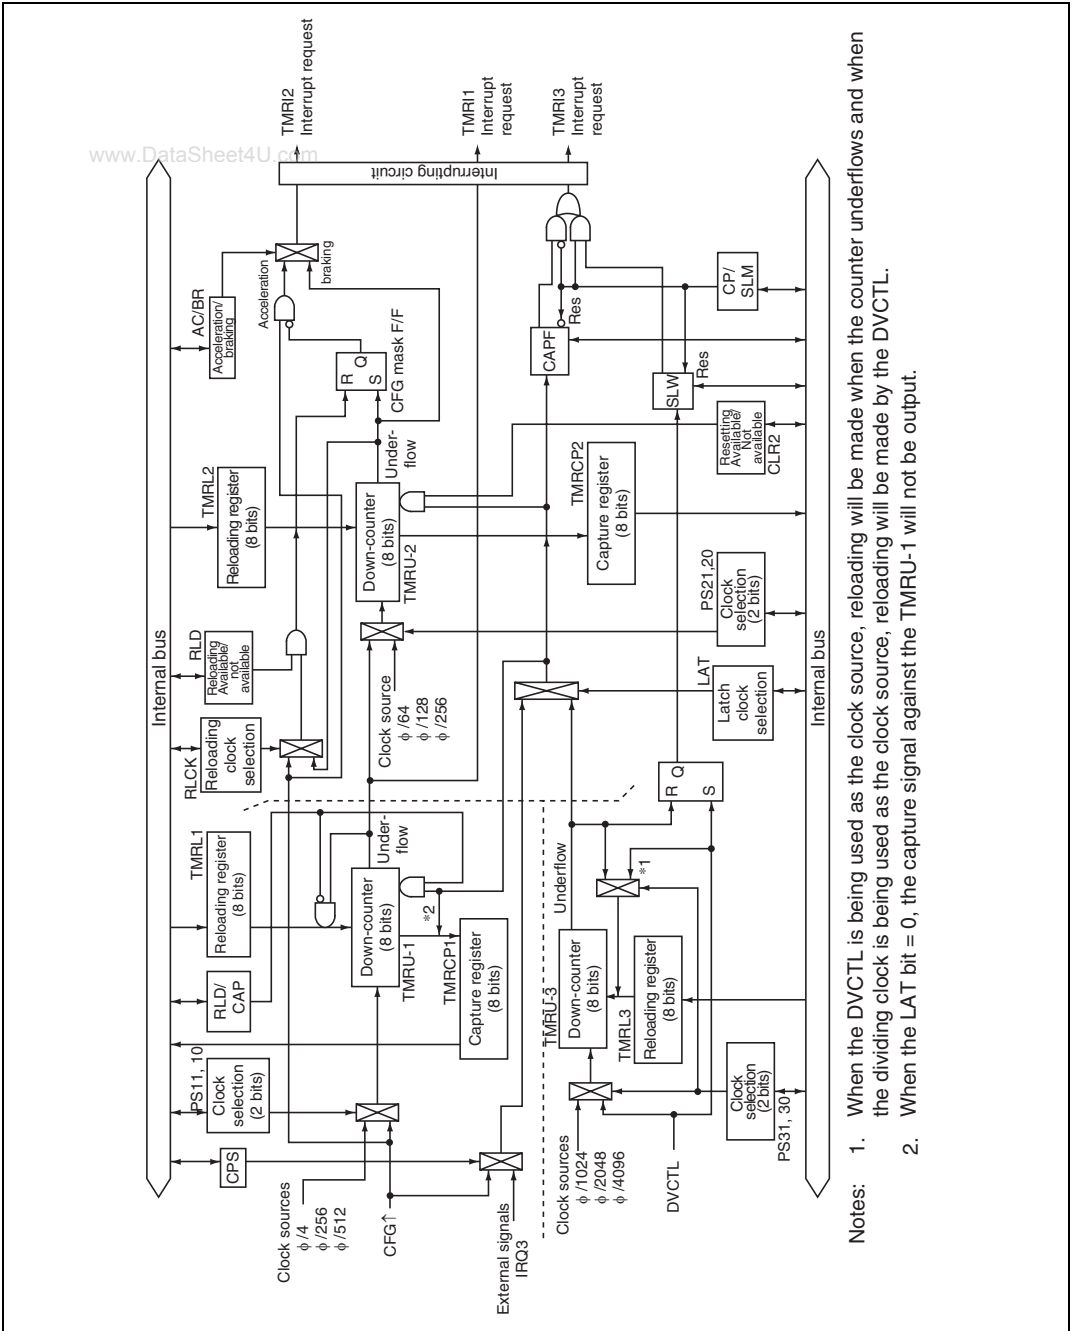 www.DataSheet4U.com
Internal bus
CPS
PS11, 10
Clock
selection
(2 bits)
RLD/
CAP
TMRL1
Reloading register
(8 bits)
RLCK
Reloading
clock
selection
RLD
Reloading
Available/
not
available
TMRL2
Reloading register
(8 bits)
AC/BR
Acceleration/
braking
Acceleration
braking
TMRI2
Interrupt request
Clock sources
ϕ /4
ϕ /256
ϕ /512
CFG↑
External signals
IRQ3
Down-counter
(8 bits)
TMRU-1
Under-
flow
*2
TMRCP1
Capture register
(8 bits)
Clock source
ϕ /64
ϕ /128
ϕ /256
Down-counter
(8 bits)
TMRU-2
Under-
flow
R
Q
S
CFG mask F/F
Interrupting circuit
TMRI1
Interrupt
request
TMRI3
Interrupt
request
TMRCP2
Capture register
(8 bits)
CAPF
Res
Clock sources
ϕ /1024
ϕ /2048
ϕ /4096
DVCTL
TMRU-3
Down-counter
(8 bits)
Underflow
TMRL3
Reloading register
(8 bits)
*1
R
Q
S
Clock
selection
(2 bits)
PS31, 30
LAT
Latch
clock
selection
PS21,20
Clock
selection
(2 bits)
Resetting
Available/
Not
available
CLR2
SLW
Res
CP/
SLM
Internal bus
Notes: 1. When the DVCTL is being used as the clock source, reloading will be made when the counter underflows and when
the dividing clock is being used as the clock source, reloading will be made by the DVCTL.
2. When the LAT bit = 0, the capture signal against the TMRU-1 will not be output.